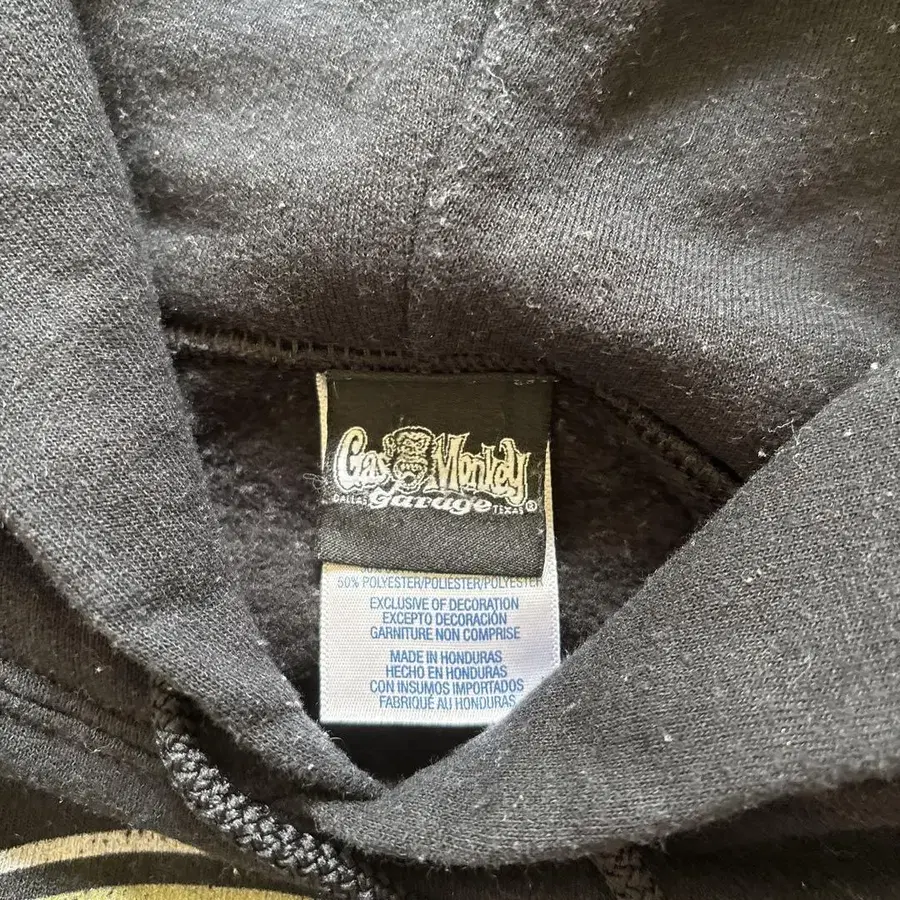 Gas Monkey
DALLAS garage TEXAS ®
50% POLYESTER/POLIÉSTER/POLYESTER
EXCLUSIVE OF DECORATION
EXCEPTO DECORACIÓN
GARNITURE NON COMPRISE
MADE IN HONDURAS
HECHO EN HONDURAS
CON INSUMOS IMPORTADOS
FABRIQUÉ AU HONDURAS